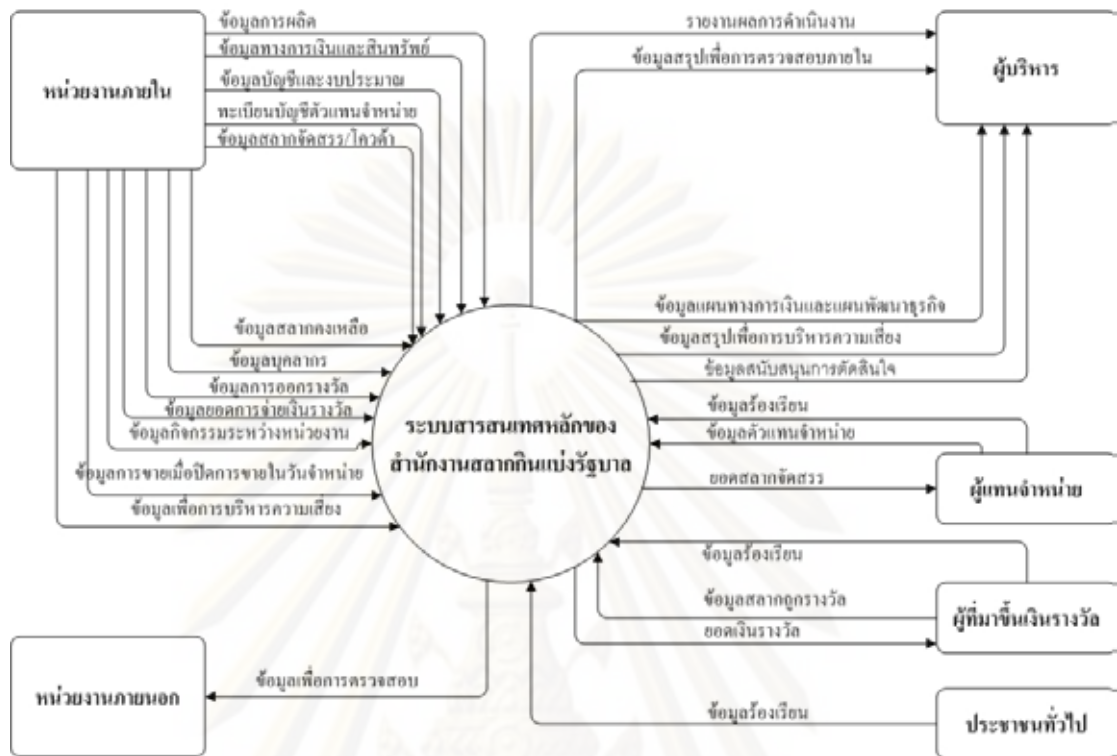 ข้อมูลการผลิต
ข้อมูลทางการเงินและสินทรัพย์
ข้อมูลบัญชีและงบประมาณ
ทะเบียนบัญชีตัวแทนจำหน่าย
ข้อมูลสลากจัดสรร/โควต้า
หน่วยงานภายใน
รายงานผลการดำเนินงาน
ข้อมูลสรุปเพื่อการตรวจสอบภายใน
ผู้บริหาร
ข้อมูลสลากคงเหลือ
ข้อมูลบุคลากร
ข้อมูลการออกรางวัล
ข้อมูลยอดการจ่ายเงินรางวัล
ข้อมูลกิจกรรมระหว่างหน่วยงาน
ข้อมูลการขายเมื่อปิดการขายในวันจำหน่าย
ข้อมูลเพื่อการบริหารความเสี่ยง
ระบบสารสนเทศหลักของ
สำนักงานสลากกินแบ่งรัฐบาล
ข้อมูลแผนทางการเงินและแผนพัฒนาธุรกิจ
ข้อมูลสรุปเพื่อการบริหารความเสี่ยง
ข้อมูลสนับสนุนการตัดสินใจ
ข้อมูลร้องเรียน
ข้อมูลตัวแทนจำหน่าย
ยอดสลากจัดสรร
ผู้แทนจำหน่าย
ข้อมูลร้องเรียน
ข้อมูลสลากถูกรางวัล
ยอดเงินรางวัล
ผู้ที่มาขึ้นเงินรางวัล
หน่วยงานภายนอก
ข้อมูลเพื่อการตรวจสอบ
ข้อมูลร้องเรียน
ประชาชนทั่วไป